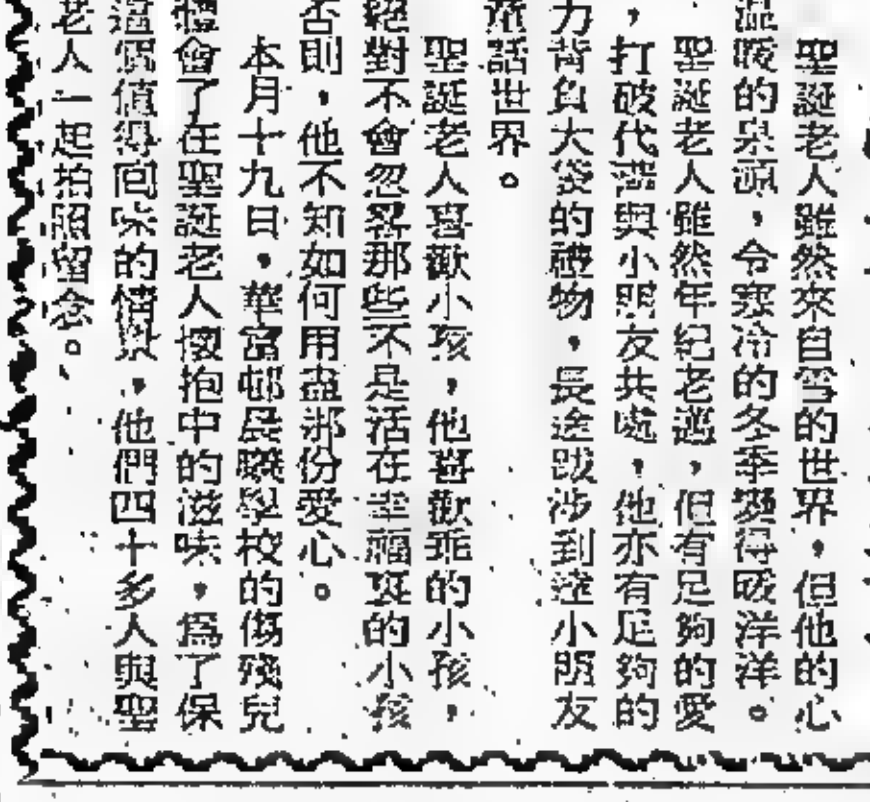 聖誕老人雖然來自雪的世界，但他的心
溫暖的泉源，令寒冷的冬季變得暖洋洋。
聖誕老人雖然年紀老邁，但有足夠的愛
，打破代溝與小朋友共處，他亦有足夠的
力背負大袋的禮物，長途跋涉到達小朋友
童話世界。
聖誕老人喜歡小孩，他喜歡乖的小孩，
絕對不會忽畧那些不是活在幸福裏的小孩
否則，他不知如何用盡那份愛心。
本月十九日，華富邨晨曦學校的傷殘兒
體會了在聖誕老人懷抱中的滋味，爲了保
這個值得回味的情景，他們四十多人與聖
老人一起拍照留念。